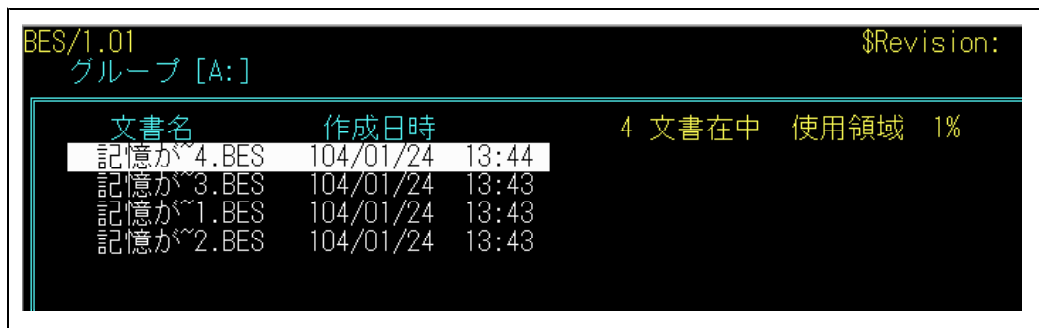 BES/1.01 $Revision:
グループ [A:]
文書名 作成日時 4 文書在中 使用領域 1%
記憶が~4.BES 104/01/24 13:44
記憶が~3.BES 104/01/24 13:43
記憶が~1.BES 104/01/24 13:43
記憶が~2.BES 104/01/24 13:43